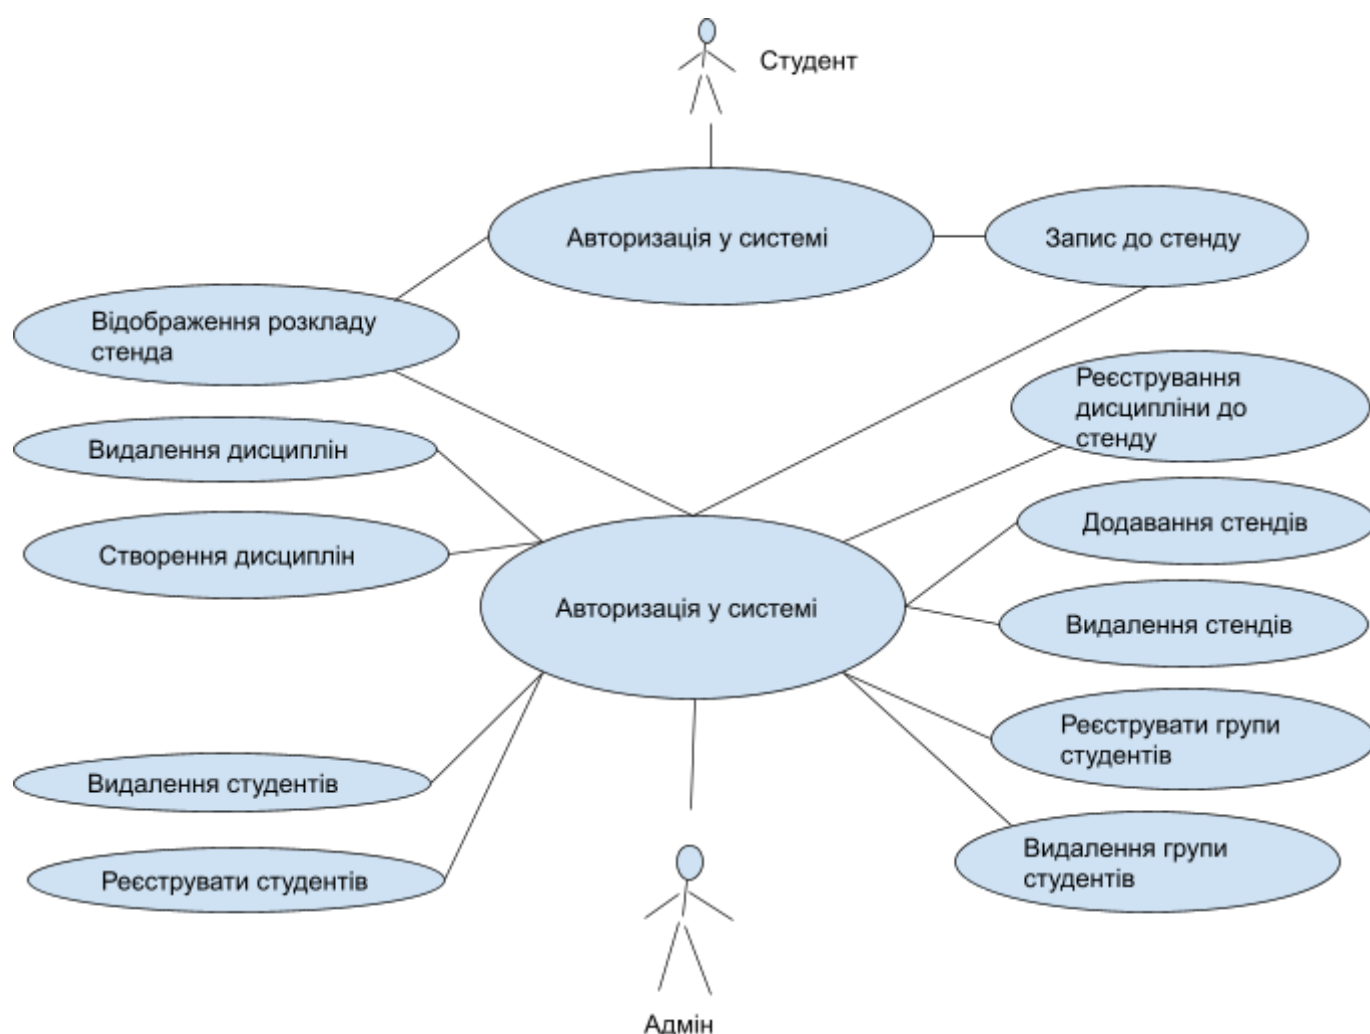 Студент
Авторизація у системі
Запис до стенду
Відображення розкладу
стенда
Реєстрування
дисципліни до
стенду
Видалення дисциплін
Додавання стендів
Створення дисциплін
Авторизація у системі
Видалення стендів
Реєструвати групи
студентів
Видалення студентів
Видалення групи
студентів
Реєструвати студентів
Адмін